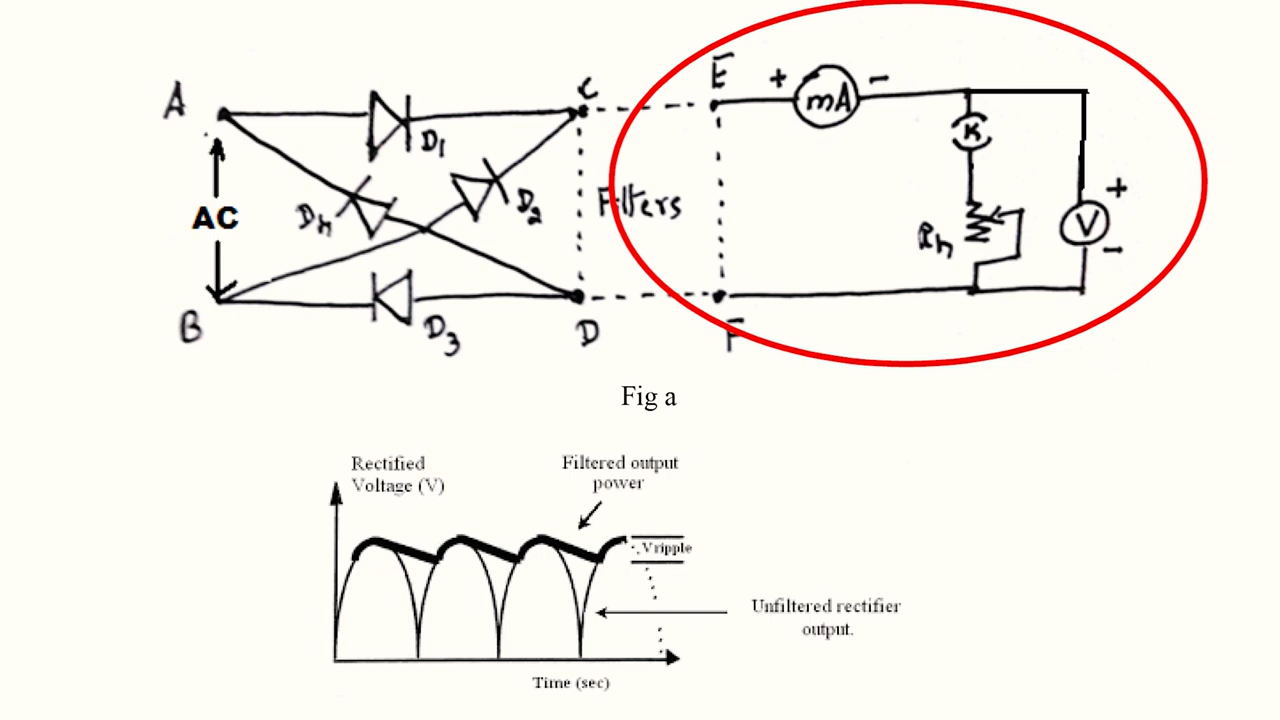 A
D1
C
E
+
mA
-
K
AC
D2
Filters
Rh
V
+
-
B
D3
D
F
Fig a
Rectified
Voltage (V)
Filtered output
power
Vripple
Unfiltered rectifier
output.
Time (sec)